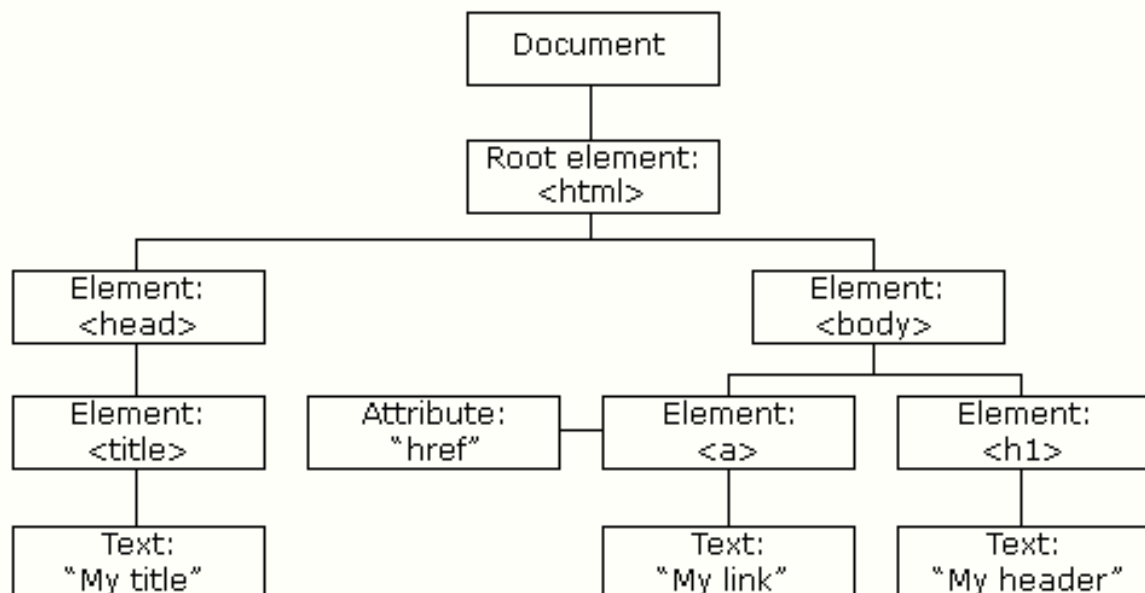 Document
Root element:
<html>
Element:
<head>
Element:
<body>
Element:
<title>
Attribute:
“href”
Element:
<a>
Element:
<h1>
Text:
“My title”
Text:
“My link”
Text:
“My header”